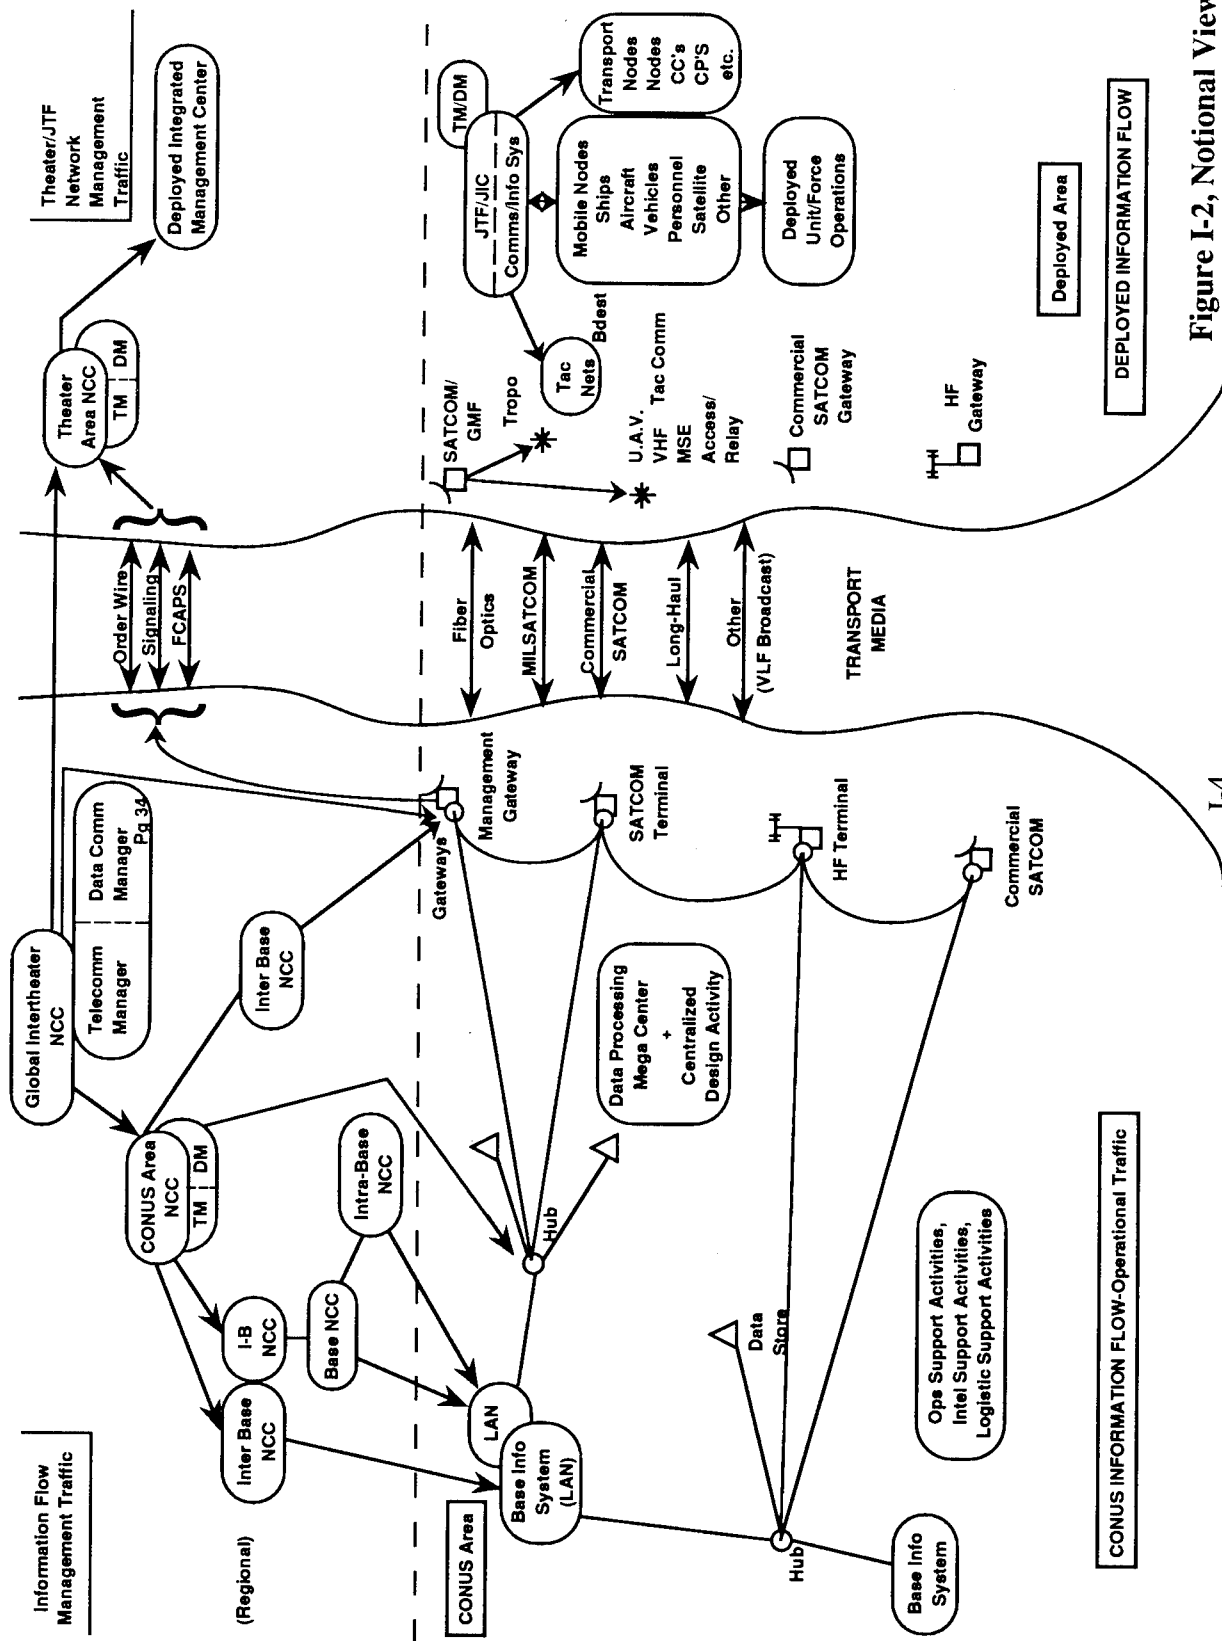 Information Flow
Management Traffic
(Regional)
Global Intertheater
NCC
Telecomm
Manager
Data Comm
Manager
Pg 34
CONUS Area
NCC
TM
DM
Inter Base
NCC
I-B
NCC
Inter Base
NCC
Base NCC
Intra-Base
NCC
Order Wire
Signaling
FCAPS
Theater
Area NCC
TM
DM
Theater/JTF
Network
Management
Traffic
Deployed Integrated
Management Center
CONUS Area
LAN
Base Info
System
(LAN)
Hub
Gateways
Management
Gateway
SATCOM
Terminal
HF Terminal
Commercial
SATCOM
Data Processing
Mega Center
+
Centralized
Design Activity
Data
Store
Hub
Base Info
System
Ops Support Activities,
Intel Support Activities,
Logistic Support Activities
CONUS INFORMATION FLOW-Operational Traffic
Fiber
Optics
MILSATCOM
Commercial
SATCOM
Long-Haul
Other
(VLF Broadcast)
TRANSPORT
MEDIA
SATCOM/
GMF
Tropo
U.A.V.
VHF Tac Comm
MSE
Access/
Relay
Commercial
SATCOM
Gateway
HF
Gateway
TM/DM
JTF/JIC
Comms/Info Sys
Tac
Nets
Bdest
Mobile Nodes
Ships
Aircraft
Vehicles
Personnel
Satellite
Other
Transport
Nodes
Nodes
CC's
CP'S
etc.
Deployed
Unit/Force
Operations
Deployed Area
DEPLOYED INFORMATION FLOW
Figure I-2, Notional View
I-4